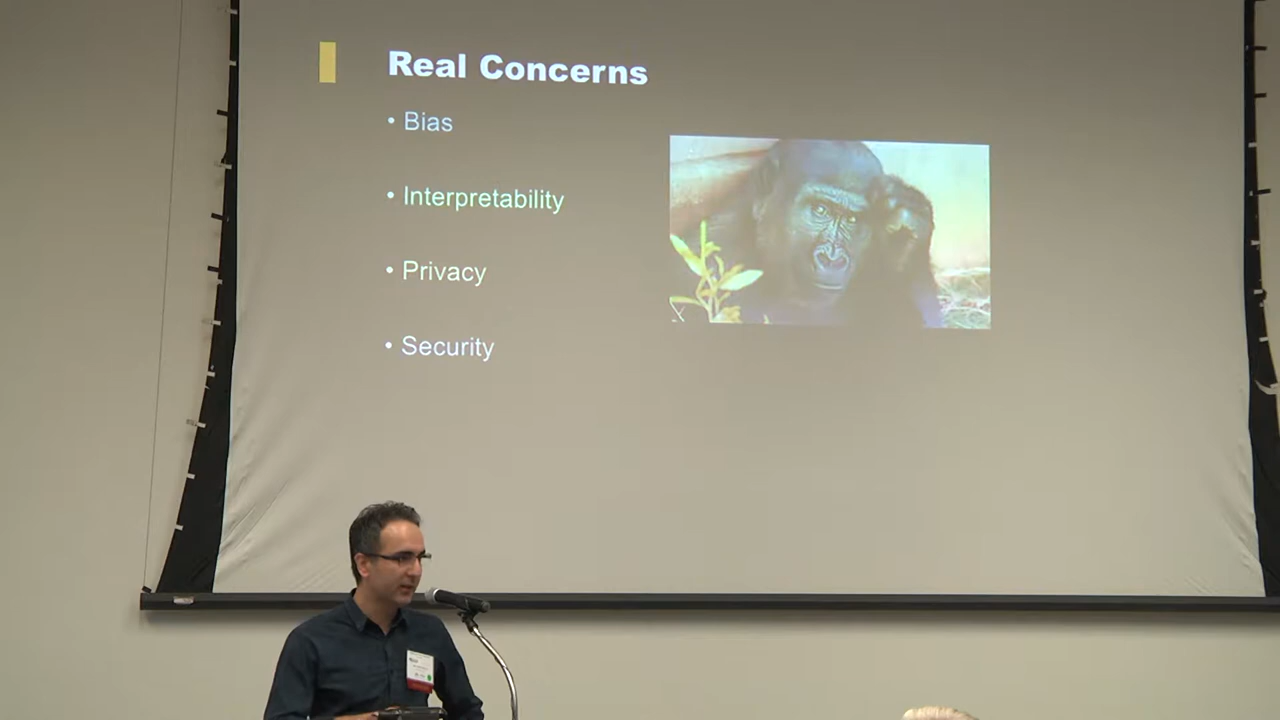 Real Concerns
• Bias
• Interpretability
• Privacy
• Security